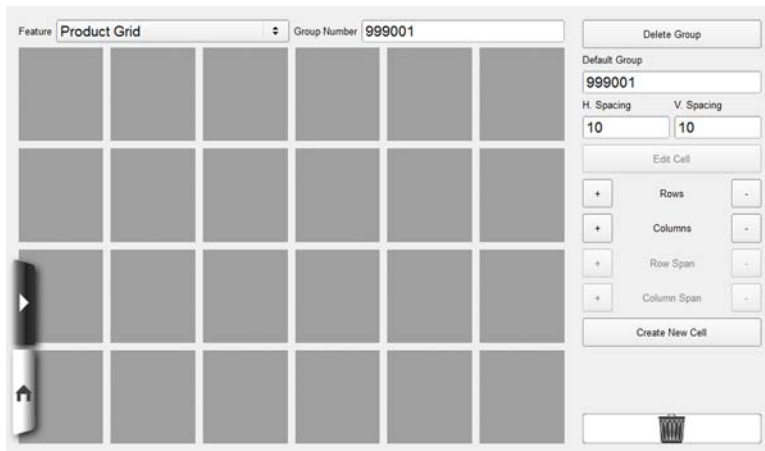 Feature Product Grid Group Number 999001
Delete Group
Default Group
999001
H. Spacing V. Spacing
10 10
Edit Cell
+ Rows -
+ Columns -
+ Row Span -
+ Column Span -
Create New Cell